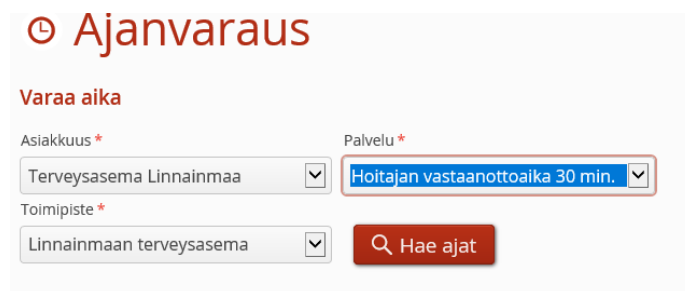 Ajanvaraus
Varaa aika
Asiakkuus *
Palvelu *
Terveysasema Linnainmaa
Hoitajan vastaanottoaika 30 min.
Toimipiste *
Linnainmaan terveysasema
Hae ajat